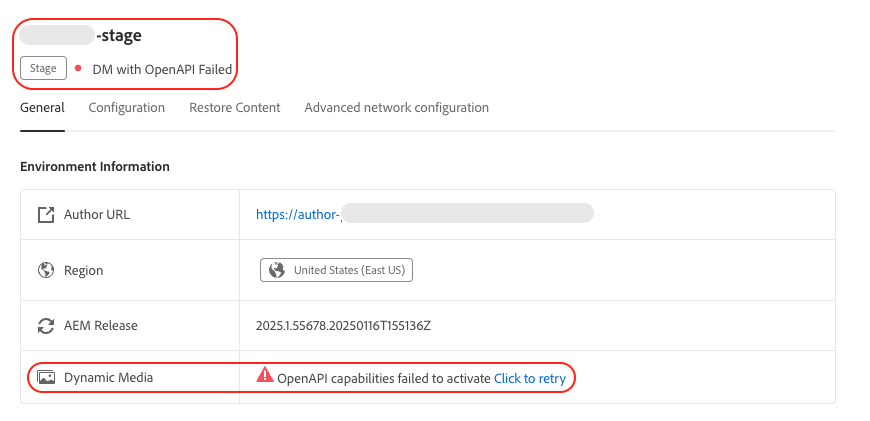 -stage
Stage DM with OpenAPI Failed
General Configuration Restore Content Advanced network configuration
Environment Information
Author URL https://author-
Region United States (East US)
AEM Release 2025.1.55678.20250116T155136Z
Dynamic Media OpenAPI capabilities failed to activate Click to retry